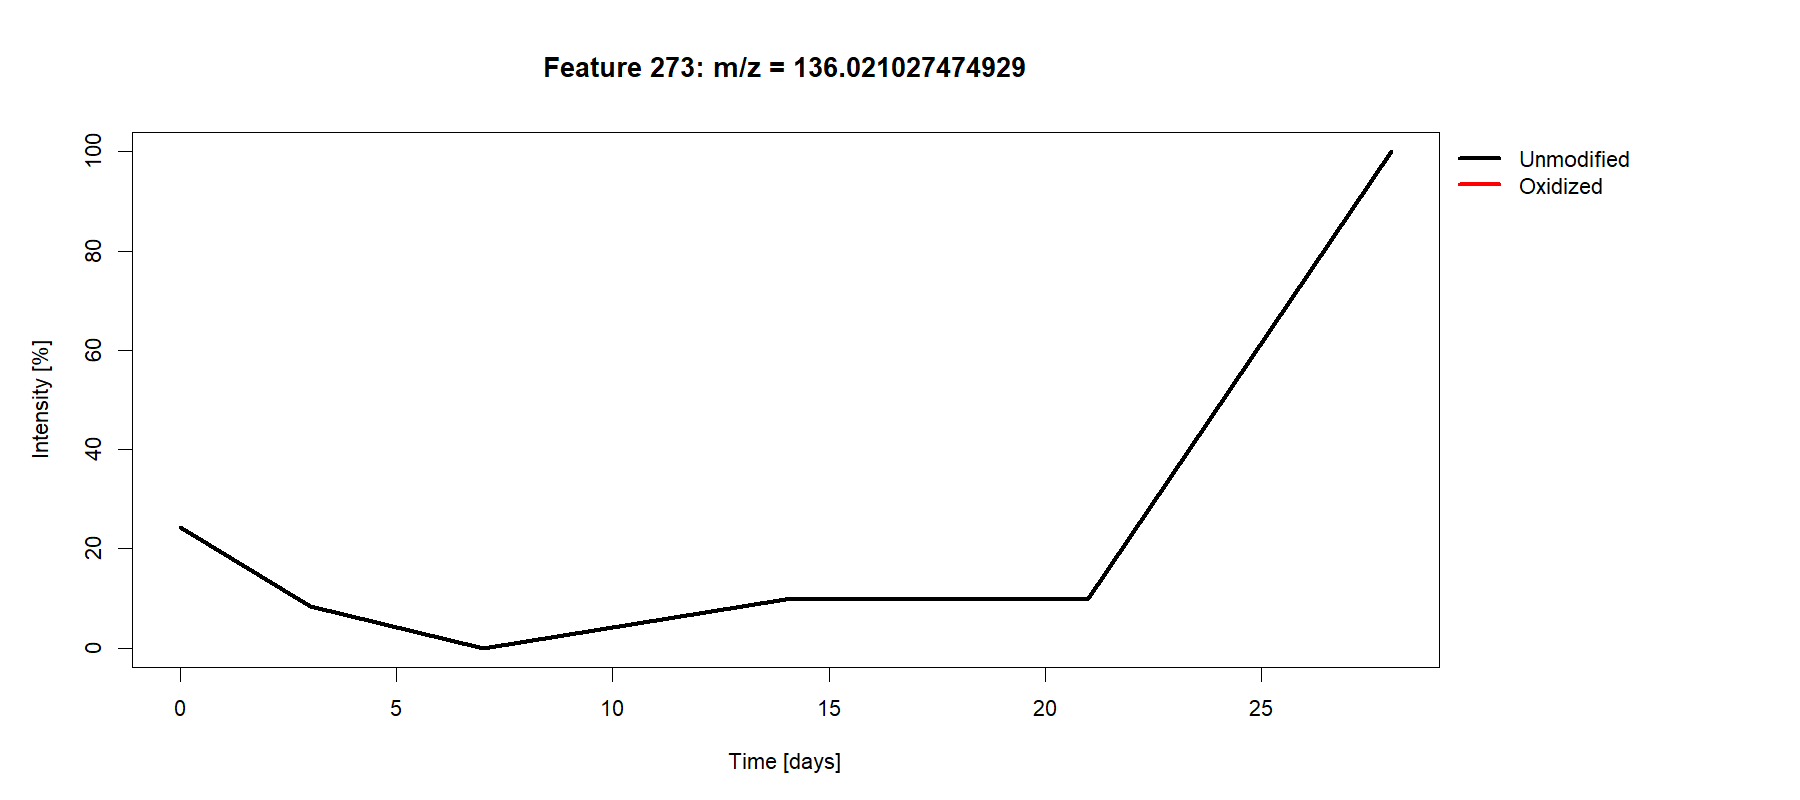 Feature 273: m/z = 136.021027474929
Unmodified
Oxidized
Intensity [%]
100
80
60
40
20
0
0 5 10 15 20 25
Time [days]